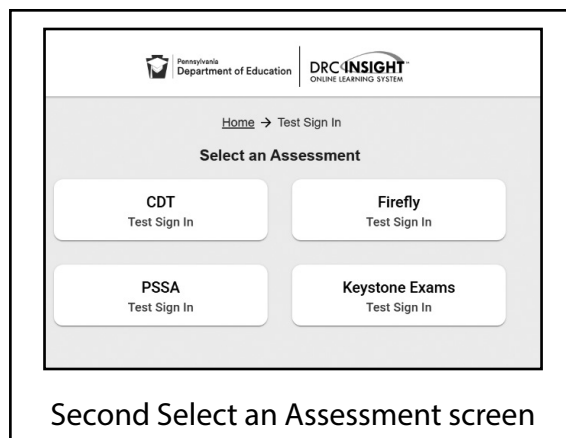 Pennsylvania
Department of Education
DRC INSIGHT™
ONLINE LEARNING SYSTEM
Home → Test Sign In
Select an Assessment
CDT
Test Sign In
Firefly
Test Sign In
PSSA
Test Sign In
Keystone Exams
Test Sign In
Second Select an Assessment screen